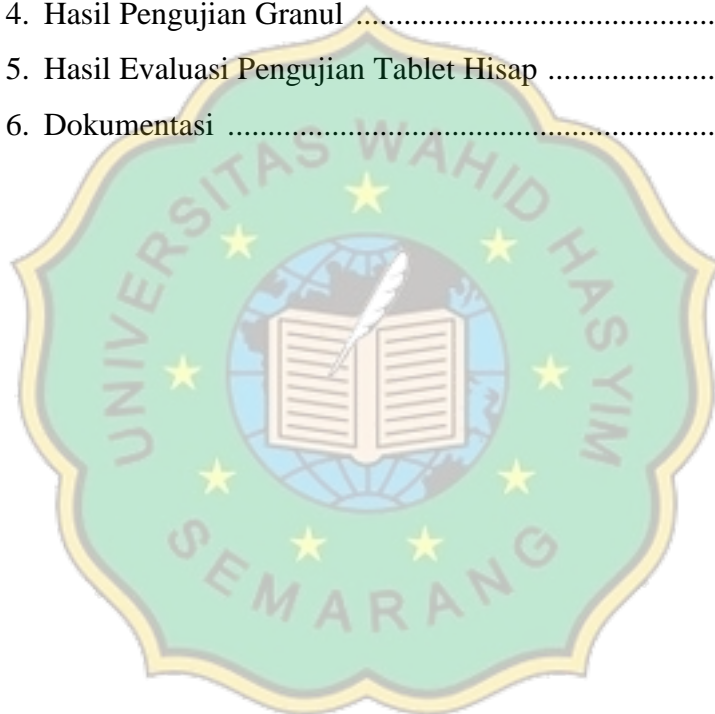 4. Hasil Pengujian Granul ................................................
5. Hasil Evaluasi Pengujian Tablet Hisap ......................
6. Dokumentasi ................................................................
UNIVERSITAS WAHID HASYIM
SEMARANG